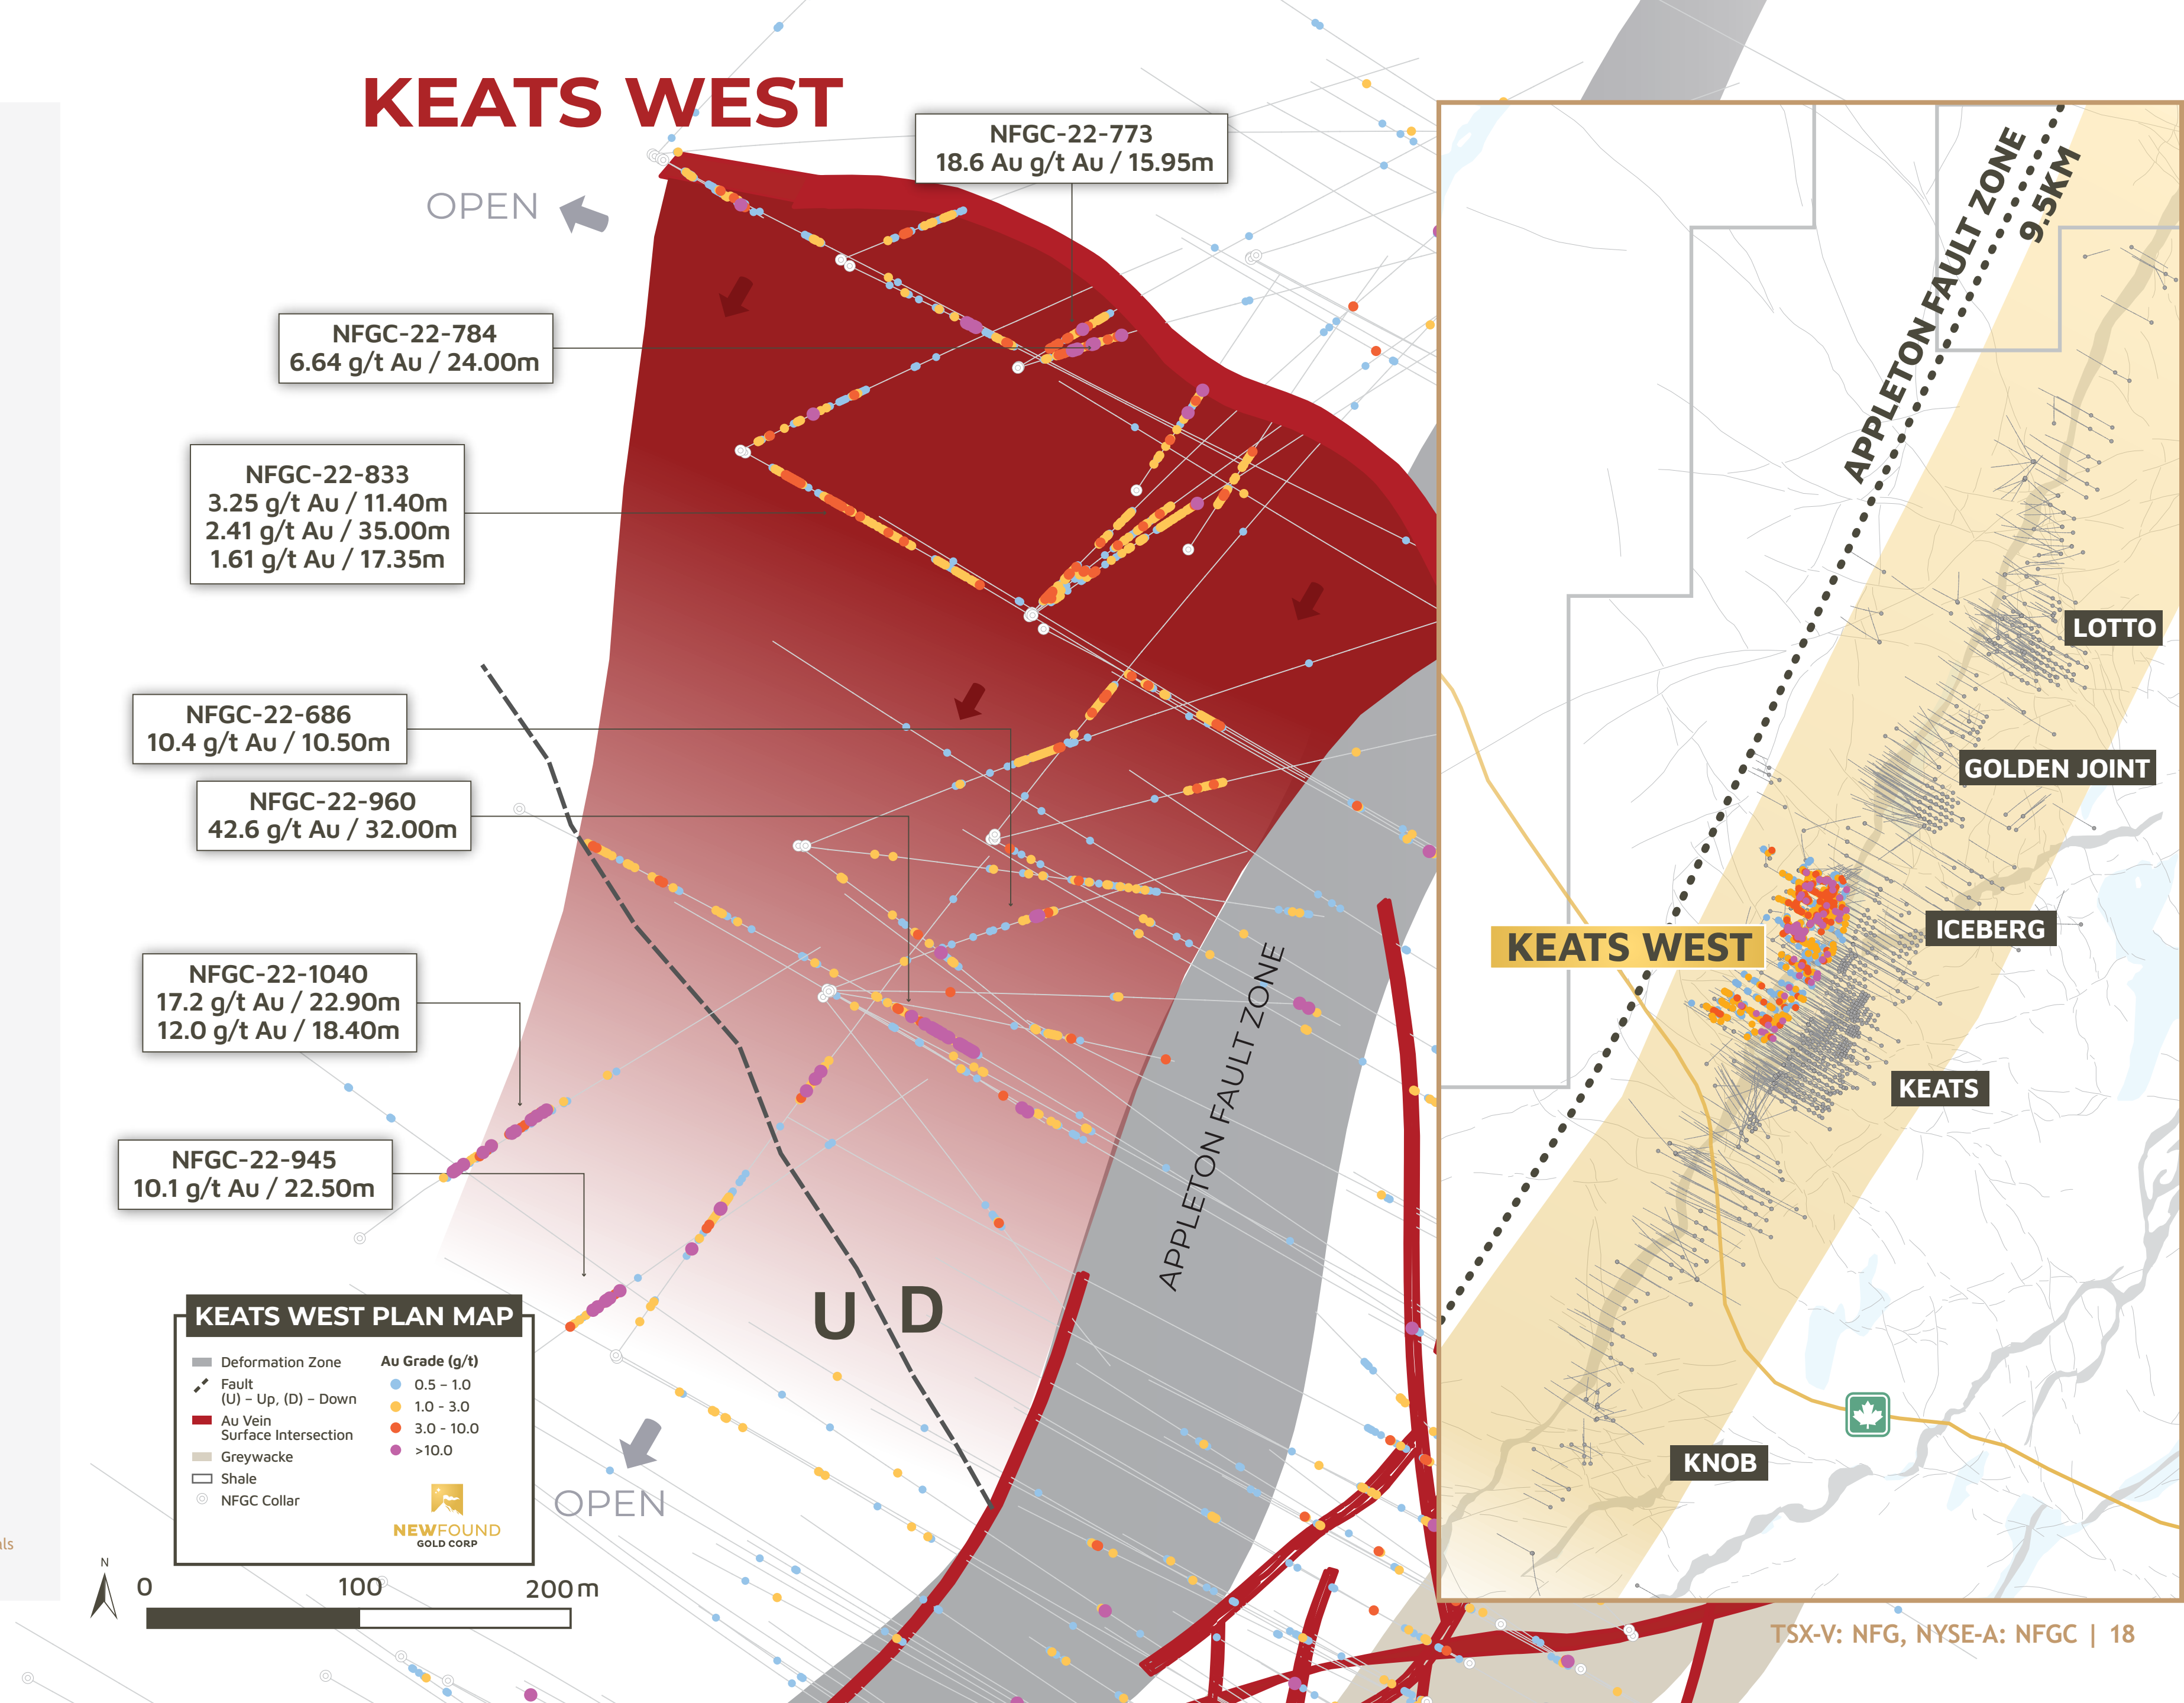 KEATS WEST
OPEN
NFGC-22-773
18.6 Au g/t Au / 15.95m
NFGC-22-784
6.64 g/t Au / 24.00m
NFGC-22-833
3.25 g/t Au / 11.40m
2.41 g/t Au / 35.00m
1.61 g/t Au / 17.35m
NFGC-22-686
10.4 g/t Au / 10.50m
NFGC-22-960
42.6 g/t Au / 32.00m
NFGC-22-1040
17.2 g/t Au / 22.90m
12.0 g/t Au / 18.40m
NFGC-22-945
10.1 g/t Au / 22.50m
U D
APPLETON FAULT ZONE
OPEN
KEATS WEST PLAN MAP
Deformation Zone
Fault
(U) – Up, (D) – Down
Au Vein
Surface Intersection
Greywacke
Shale
NFGC Collar
Au Grade (g/t)
0.5 – 1.0
1.0 - 3.0
3.0 - 10.0
>10.0
NEWFOUND
GOLD CORP
N
0 100 200 m
APPLETON FAULT ZONE
9.5KM
LOTTO
GOLDEN JOINT
ICEBERG
KEATS WEST
KEATS
KNOB
TSX-V: NFG, NYSE-A: NFGC | 18